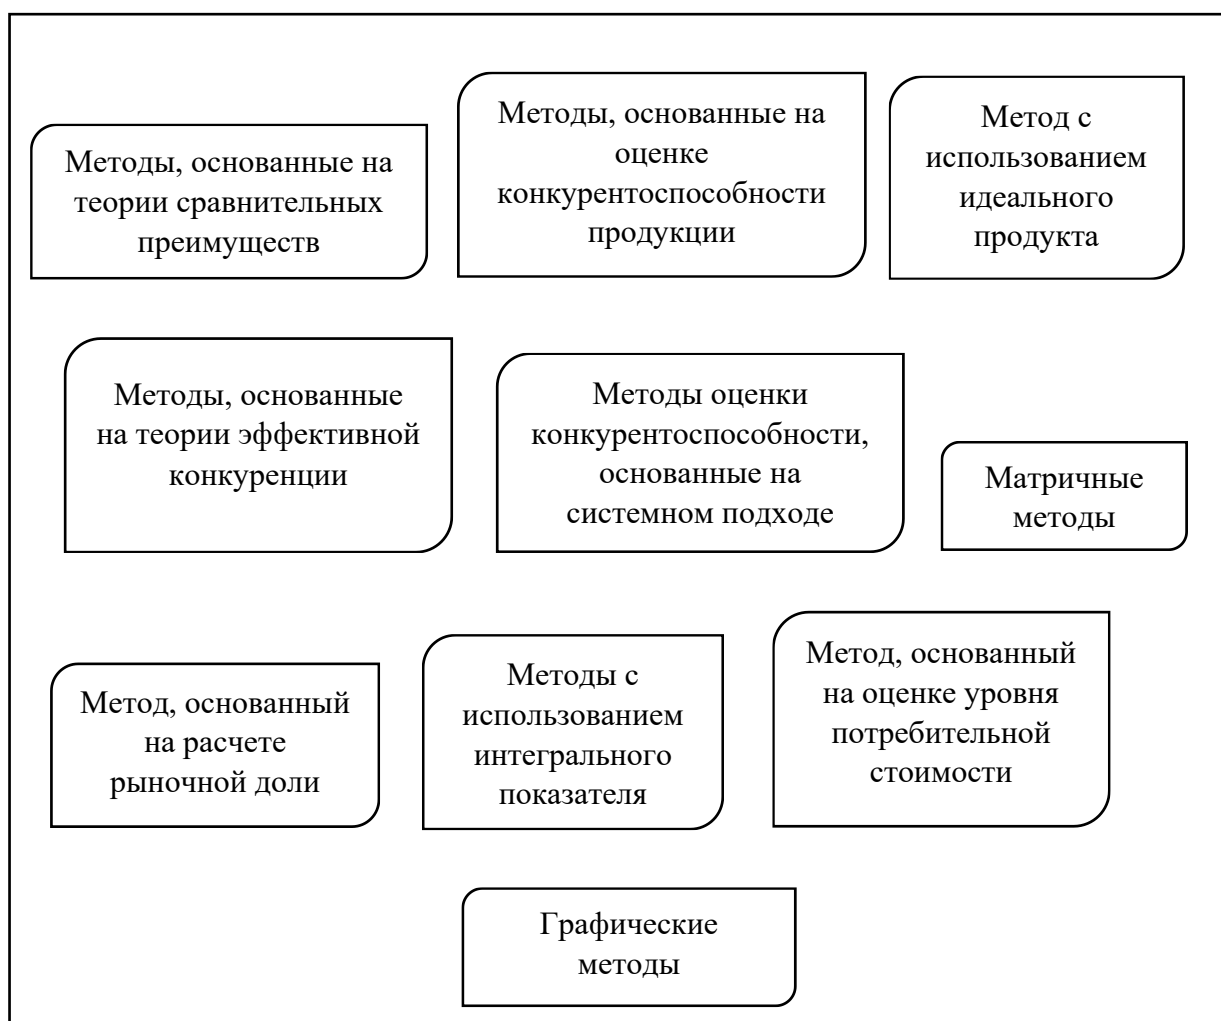 Методы, основанные на
теории сравнительных
преимуществ
Методы, основанные на
оценке
конкурентоспособности
продукции
Метод с
использованием
идеального
продукта
Методы, основанные
на теории эффективной
конкуренции
Методы оценки
конкурентоспособности,
основанные на
системном подходе
Матричные
методы
Метод, основанный
на расчете
рыночной доли
Методы с
использованием
интегрального
показателя
Метод, основанный
на оценке уровня
потребительной
стоимости
Графические
методы